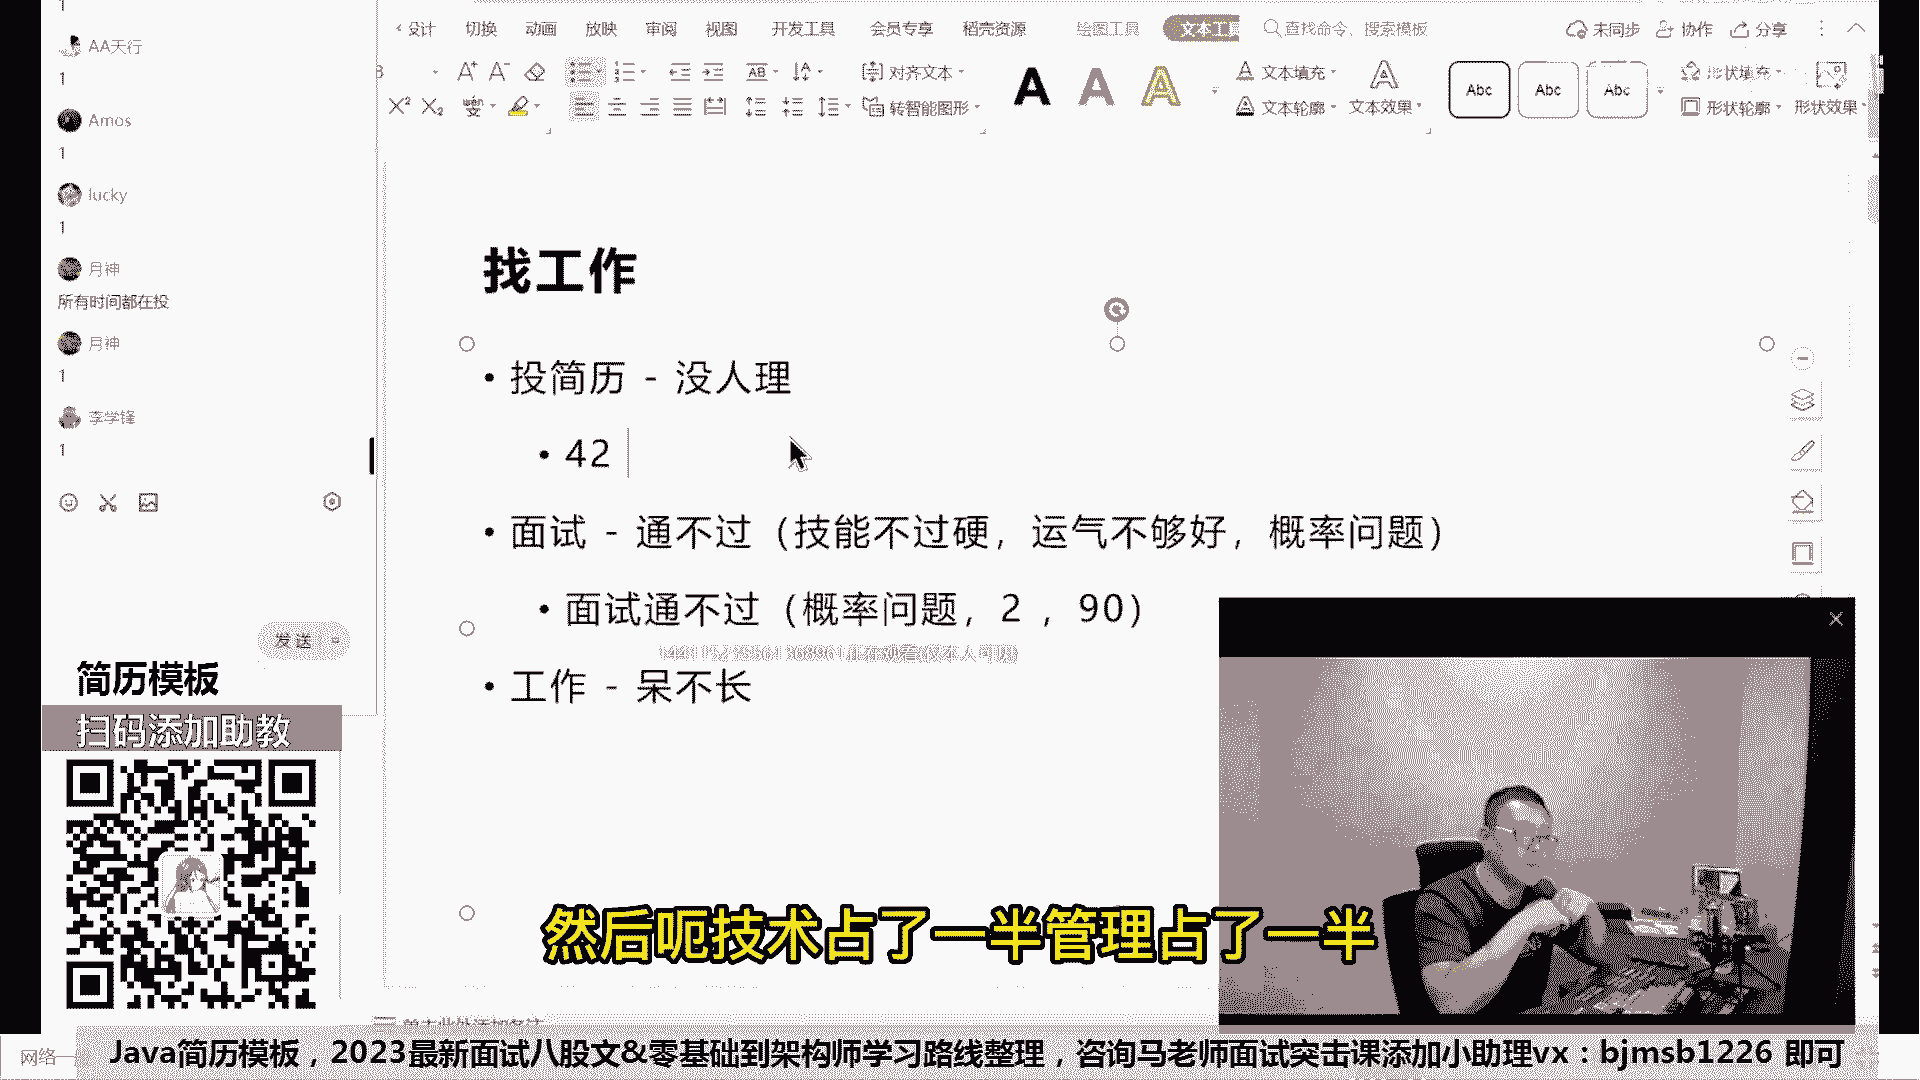 1
AA天行
1
Amos
1
lucky
1
月神
所有时间都在投
月神
1
李学锋
1
发送
简历模板
扫码添加助教
设计 切换 动画 放映 审阅 视图 开发工具 会员专享 稻壳资源 绘图工具 文本工具 查找命令、搜索模板 未同步 协作 分享
对齐文本 文本填充 形状填充
转智能图形 文本轮廓 文本效果 Abc Abc Abc 形状轮廓 形状效果
找工作
• 投简历 - 没人理
• 42
• 面试 - 通不过（技能不过硬，运气不够好，概率问题）
• 面试通不过（概率问题，2 ，90）
• 工作 - 呆不长
然后呃技术占了一半管理占了一半
网络
Java简历模板，2023最新面试八股文&零基础到架构师学习路线整理，咨询马老师面试突击课添加小助理vx：bjmsb1226 即可